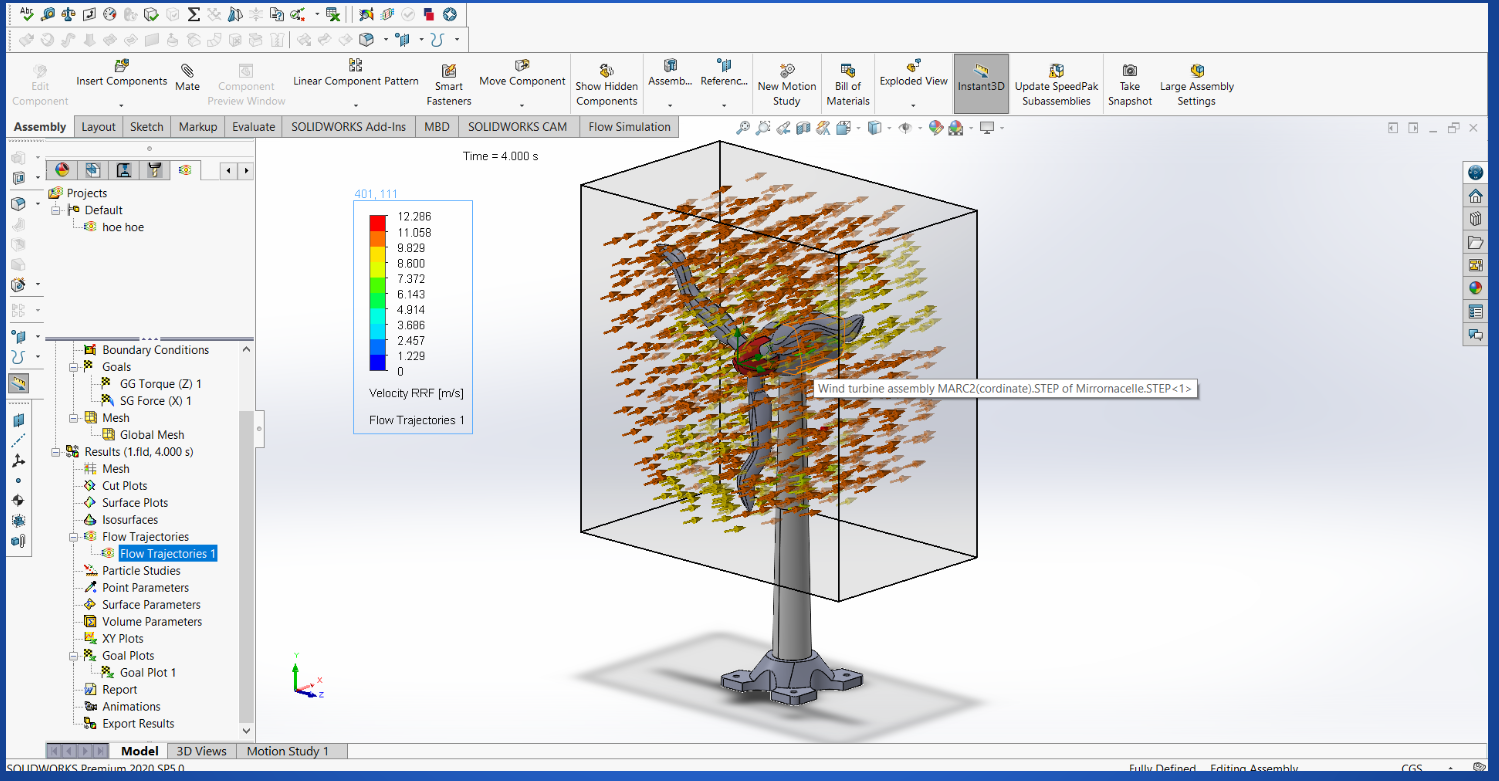 Edit Component
Insert Components
Mate
Component Preview Window
Linear Component Pattern
Smart Fasteners
Move Component
Show Hidden Components
Assemb...
Referenc...
New Motion Study
Bill of Materials
Exploded View
Instant3D
Update SpeedPak Subassemblies
Take Snapshot
Large Assembly Settings
Assembly Layout Sketch Markup Evaluate SOLIDWORKS Add-Ins MBD SOLIDWORKS CAM Flow Simulation
Projects
Default
hoe hoe
Boundary Conditions
Goals
GG Torque (Z) 1
SG Force (X) 1
Mesh
Global Mesh
Results (1.fld, 4.000 s)
Mesh
Cut Plots
Surface Plots
Isosurfaces
Flow Trajectories
Flow Trajectories 1
Particle Studies
Point Parameters
Surface Parameters
Volume Parameters
XY Plots
Goal Plots
Goal Plot 1
Report
Animations
Export Results
Time = 4.000 s
401, 111
12.286
11.058
9.829
8.600
7.372
6.143
4.914
3.686
2.457
1.229
0
Velocity RRF [m/s]
Flow Trajectories 1
Wind turbine assembly MARC2(cordinate).STEP of Mirrornacelle.STEP<1>
Y
X
Z
Model 3D Views Motion Study 1
SOLIDWORKS Premium 2020 SP5.0
Fully Defined Editing Assembly CGS